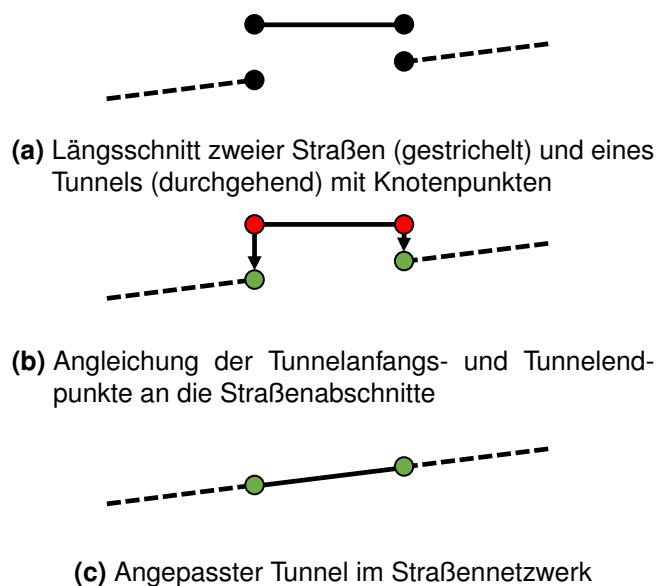 (a) Längsschnitt zweier Straßen (gestrichelt) und eines
Tunnels (durchgehend) mit Knotenpunkten
(b) Angleichung der Tunnelanfangs- und Tunnelend-
punkte an die Straßenabschnitte
(c) Angepasster Tunnel im Straßennetzwerk